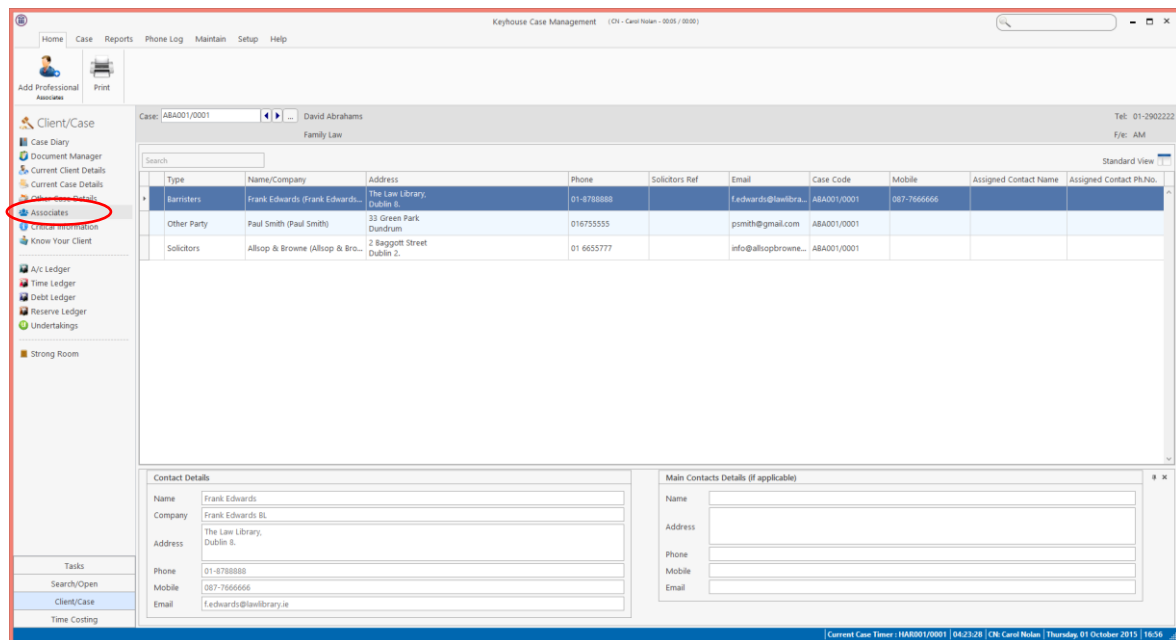 Keyhouse Case Management (CN - Carol Nolan - 00:05 / 00:00)
Home Case Reports Phone Log Maintain Setup Help
Add Professional Print
Associates
Client/Case
Case Diary
Document Manager
Current Client Details
Current Case Details
Other Case Details
Associates
Critical Information
Know Your Client
A/c Ledger
Time Ledger
Debt Ledger
Reserve Ledger
Undertakings
Strong Room
Tasks
Search/Open
Client/Case
Time Costing
Case: ABA001/0001 ... David Abrahams Tel: 01-2902222
Family Law F/e: AM
Search Standard View
Type Name/Company Address Phone Solicitors Ref Email Case Code Mobile Assigned Contact Name Assigned Contact Ph.No.
Barristers Frank Edwards (Frank Edwards... The Law Library, Dublin 8. 01-8788888 f.edwards@lawlibra... ABA001/0001 087-7666666
Other Party Paul Smith (Paul Smith) 33 Green Park Dundrum 016755555 psmith@gmail.com ABA001/0001
Solicitors Allsop & Browne (Allsop & Bro... 2 Baggott Street Dublin 2. 01 6655777 info@allsopbrowne... ABA001/0001
Contact Details
Name Frank Edwards
Company Frank Edwards BL
Address The Law Library,
Dublin 8.
Phone 01-8788888
Mobile 087-7666666
Email f.edwards@lawlibrary.ie
Main Contacts Details (if applicable)
Name
Address
Phone
Mobile
Email
Current Case Timer : HAR001/0001 04:23:28 CN: Carol Nolan Thursday, 01 October 2015 16:56